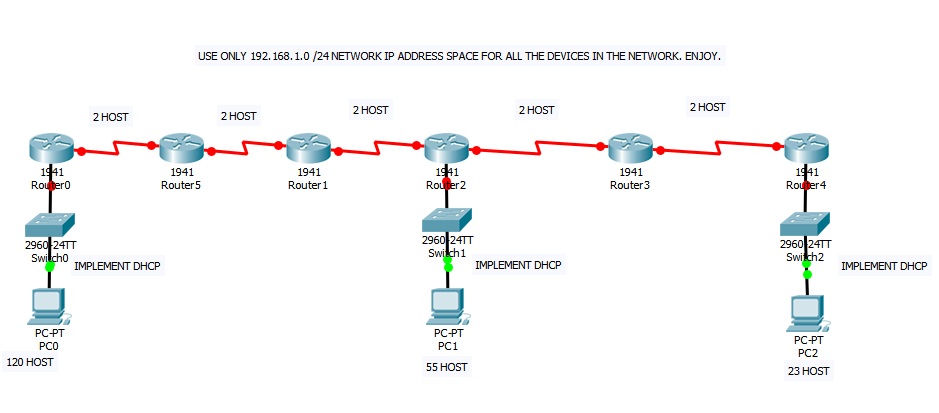 USE ONLY 192.168.1.0 /24 NETWORK IP ADDRESS SPACE FOR ALL THE DEVICES IN THE NETWORK. ENJOY.
2 HOST
2 HOST
2 HOST
2 HOST
2 HOST
1941
Router0
1941
Router5
1941
Router1
1941
Router2
1941
Router3
1941
Router4
2960-24TT
Switch0
2960-24TT
Switch1
2960-24TT
Switch2
IMPLEMENT DHCP
IMPLEMENT DHCP
IMPLEMENT DHCP
PC-PT
PC0
PC-PT
PC1
PC-PT
PC2
120 HOST
55 HOST
23 HOST